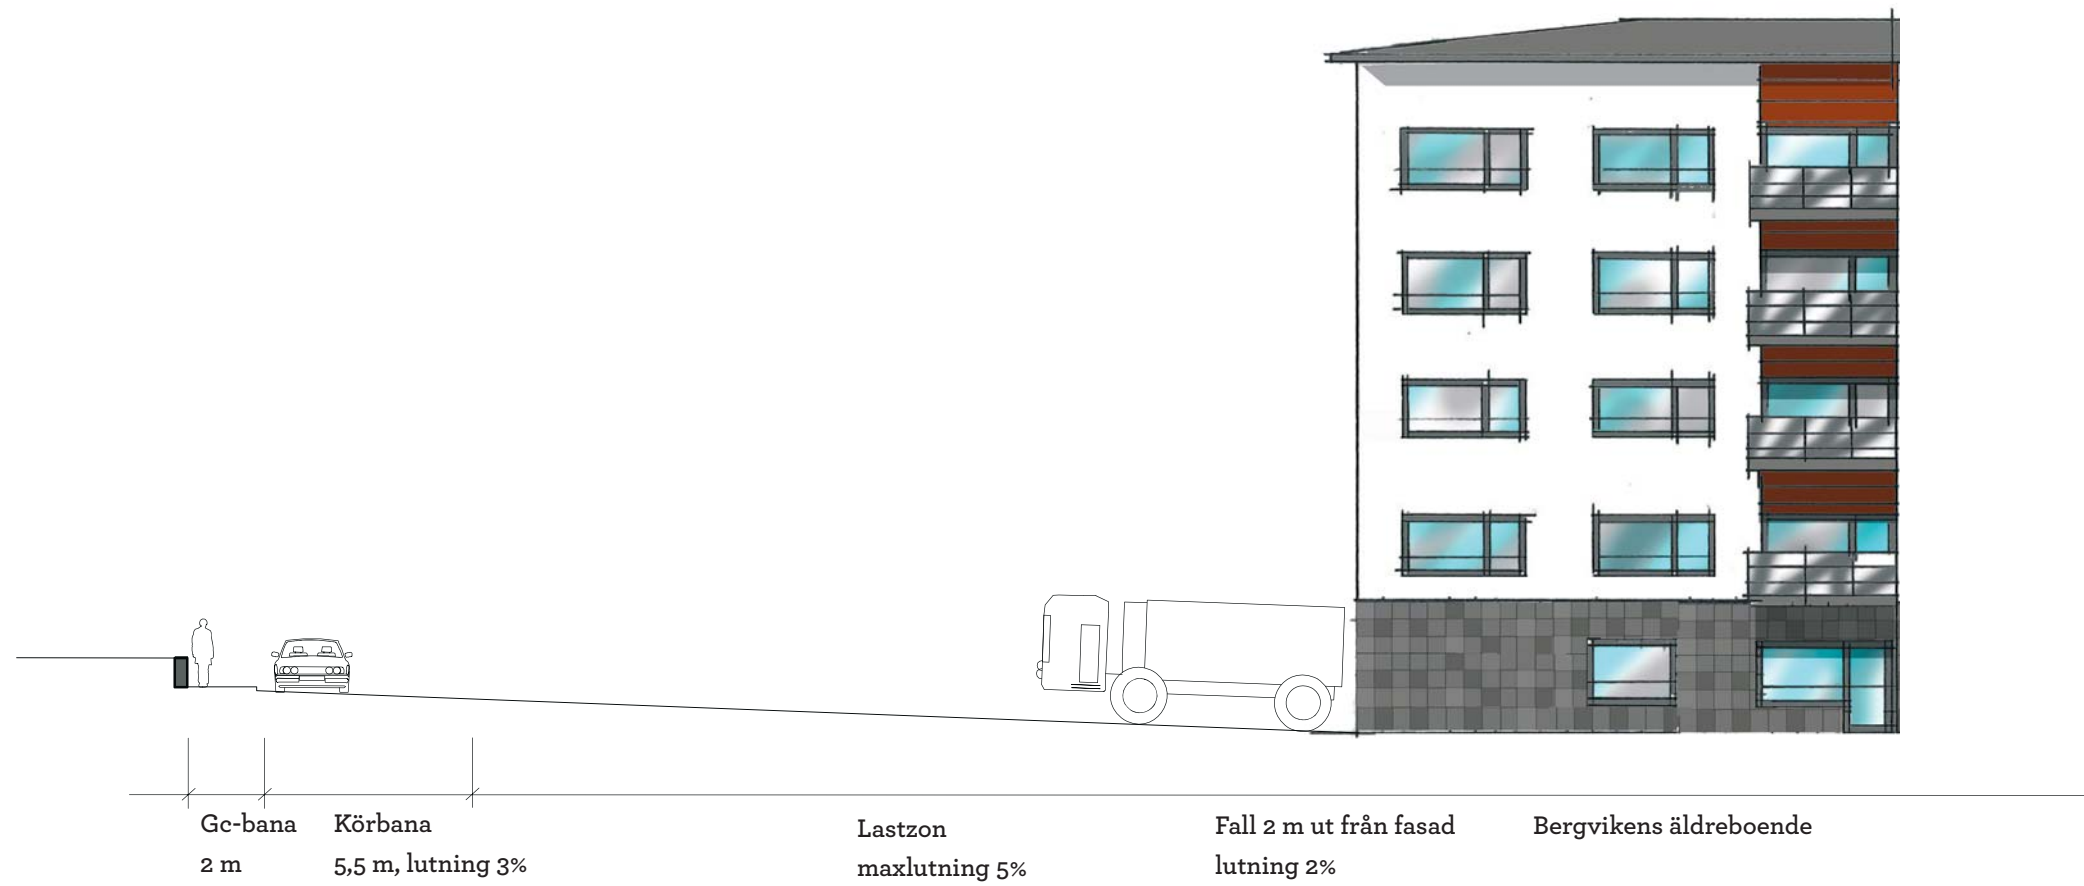 Gc-bana
2 m
Körbana
5,5 m, lutning 3%
Lastzon
maxlutning 5%
Fall 2 m ut från fasad
lutning 2%
Bergvikens äldreboende